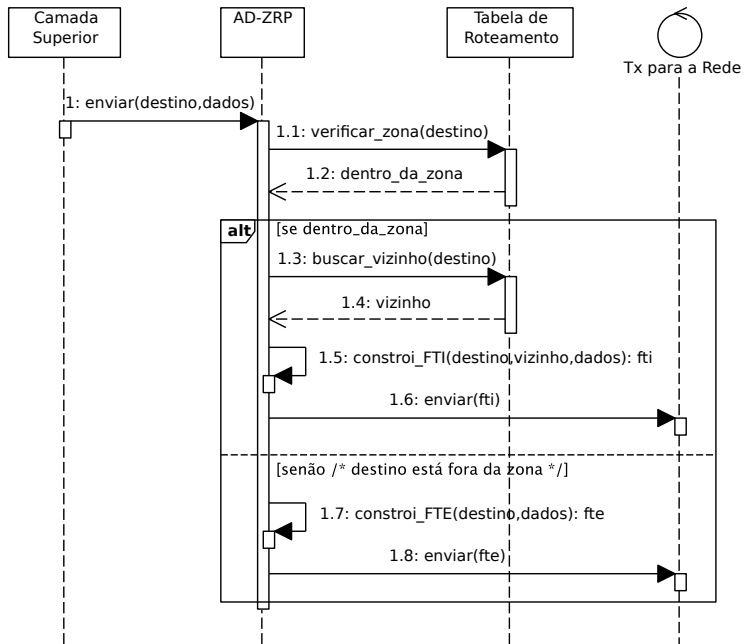 Camada
Superior
AD-ZRP
Tabela de
Roteamento
Tx para a Rede
1: enviar(destino,dados)
1.1: verificar_zona(destino)
1.2: dentro_da_zona
alt
[se dentro_da_zona]
1.3: buscar_vizinho(destino)
1.4: vizinho
1.5: constroi_FTI(destino,vizinho,dados): fti
1.6: enviar(fti)
[senão /* destino está fora da zona */]
1.7: constroi_FTE(destino,dados): fte
1.8: enviar(fte)